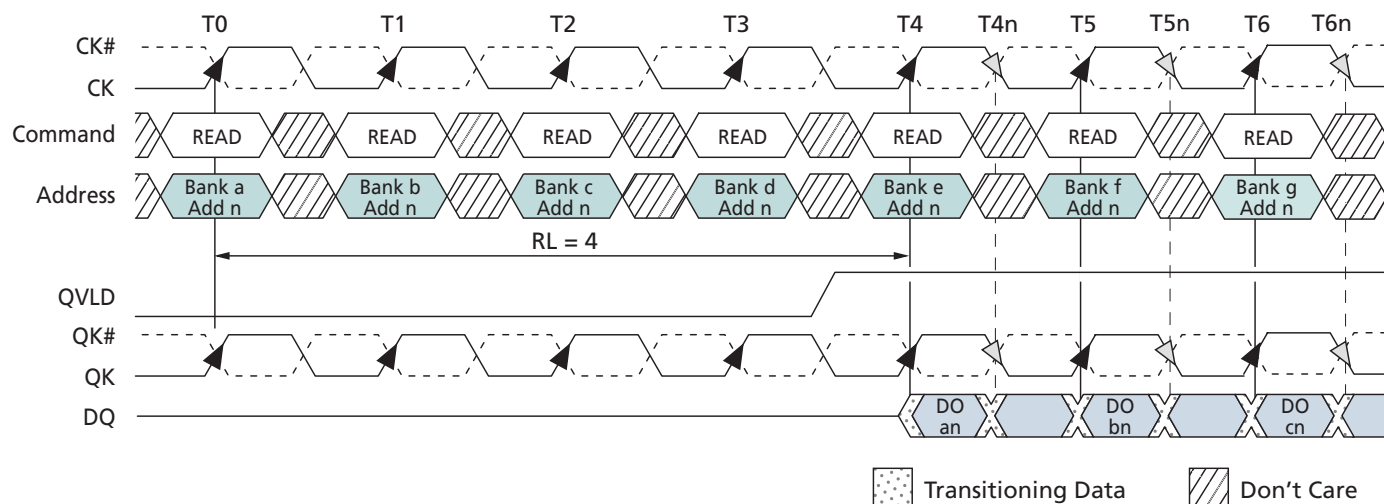 T0 T1 T2 T3 T4 T4n T5 T5n T6 T6n
CK#
CK
Command READ READ READ READ READ READ READ
Address Bank a Bank b Bank c Bank d Bank e Bank f Bank g
Add n Add n Add n Add n Add n Add n Add n
RL = 4
QVLD
QK#
QK
DQ DO DO DO
an bn cn
Transitioning Data Don't Care